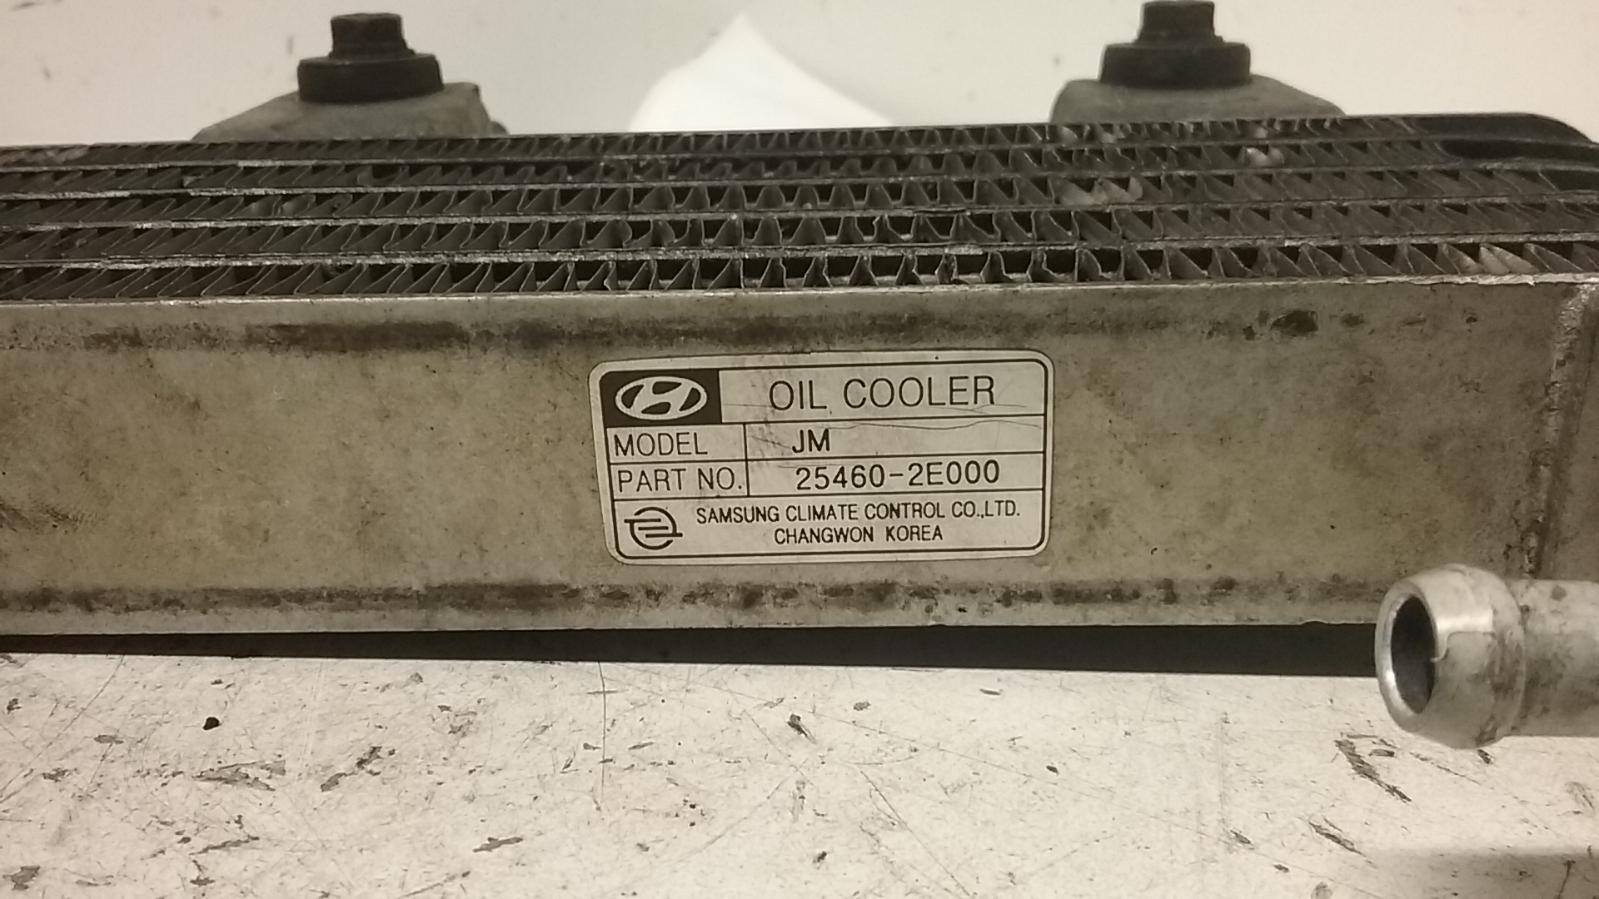 OIL COOLER
MODEL JM
PART NO. 25460-2E000
SAMSUNG CLIMATE CONTROL CO.,LTD.
CHANGWON KOREA